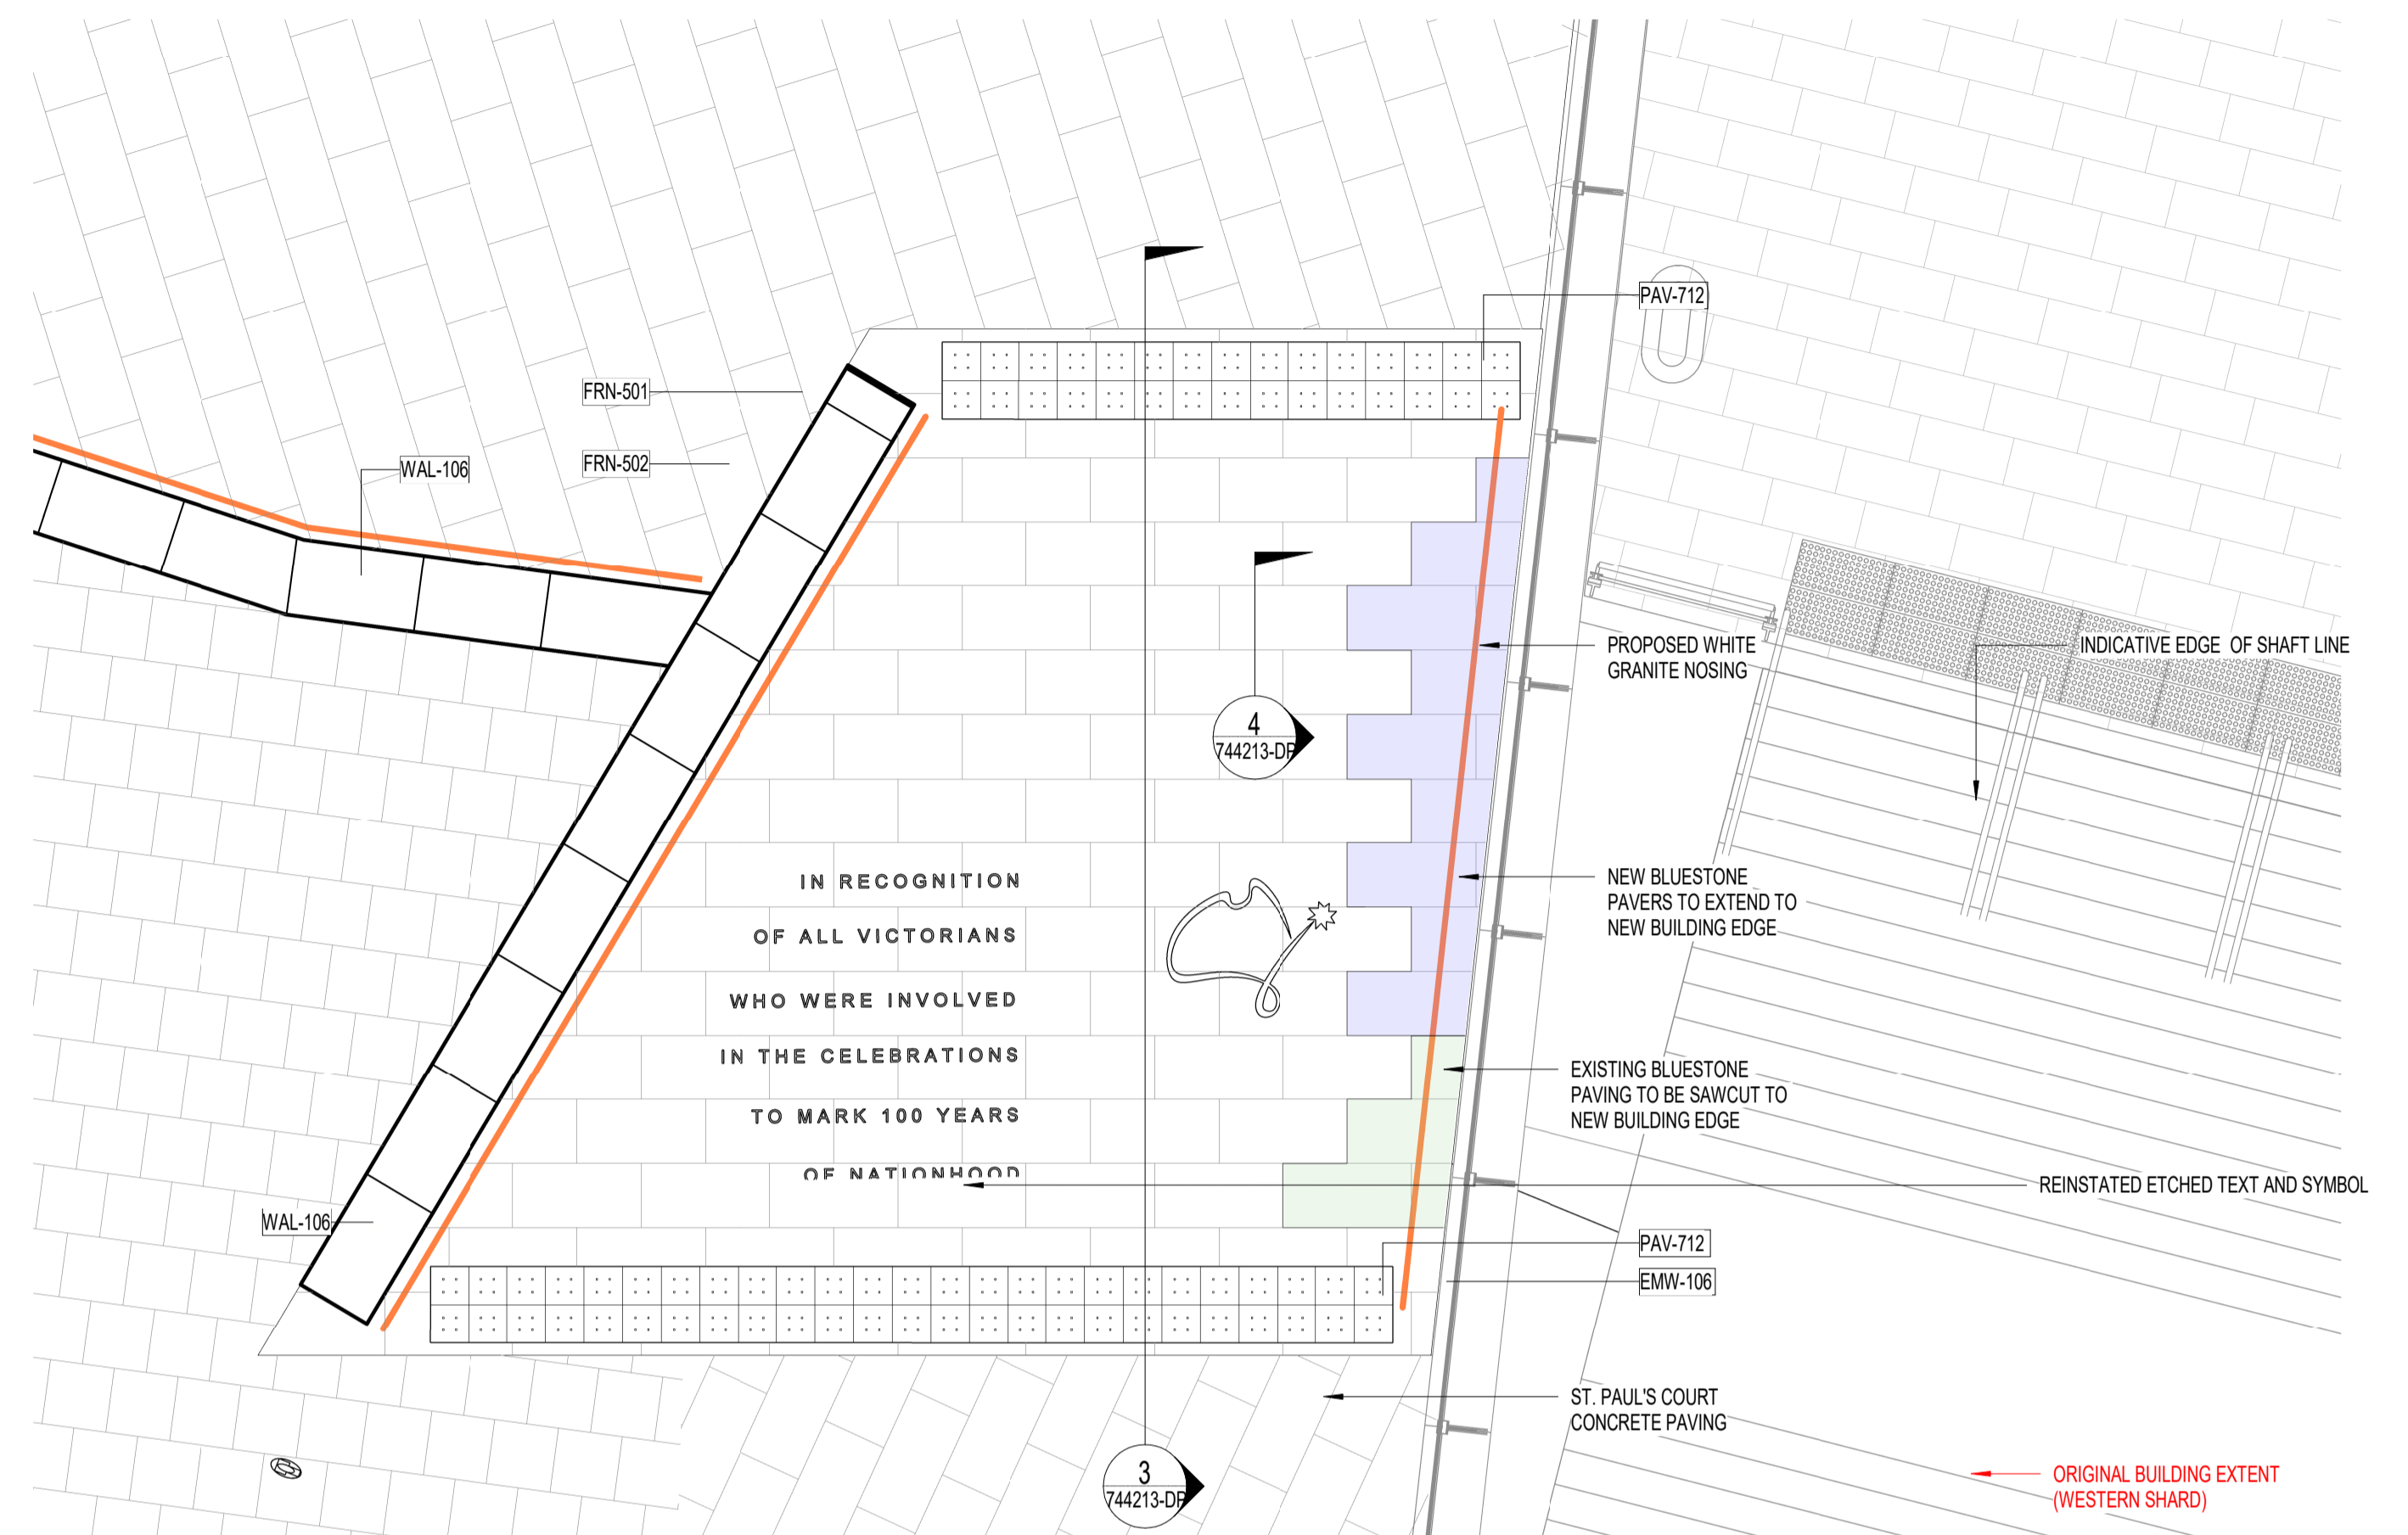 PAV-712
FRN-501
FRN-502
WAL-106
PROPOSED WHITE
GRANITE NOSING
INDICATIVE EDGE OF SHAFT LINE
4
744213-DP
IN RECOGNITION
OF ALL VICTORIANS
WHO WERE INVOLVED
IN THE CELEBRATIONS
TO MARK 100 YEARS
OF NATIONHOOD
NEW BLUESTONE
PAVERS TO EXTEND TO
NEW BUILDING EDGE
EXISTING BLUESTONE
PAVING TO BE SAWCUT TO
NEW BUILDING EDGE
REINSTATED ETCHED TEXT AND SYMBOL
WAL-106
PAV-712
EMW-106
ST. PAUL'S COURT
CONCRETE PAVING
3
744213-DP
ORIGINAL BUILDING EXTENT
(WESTERN SHARD)